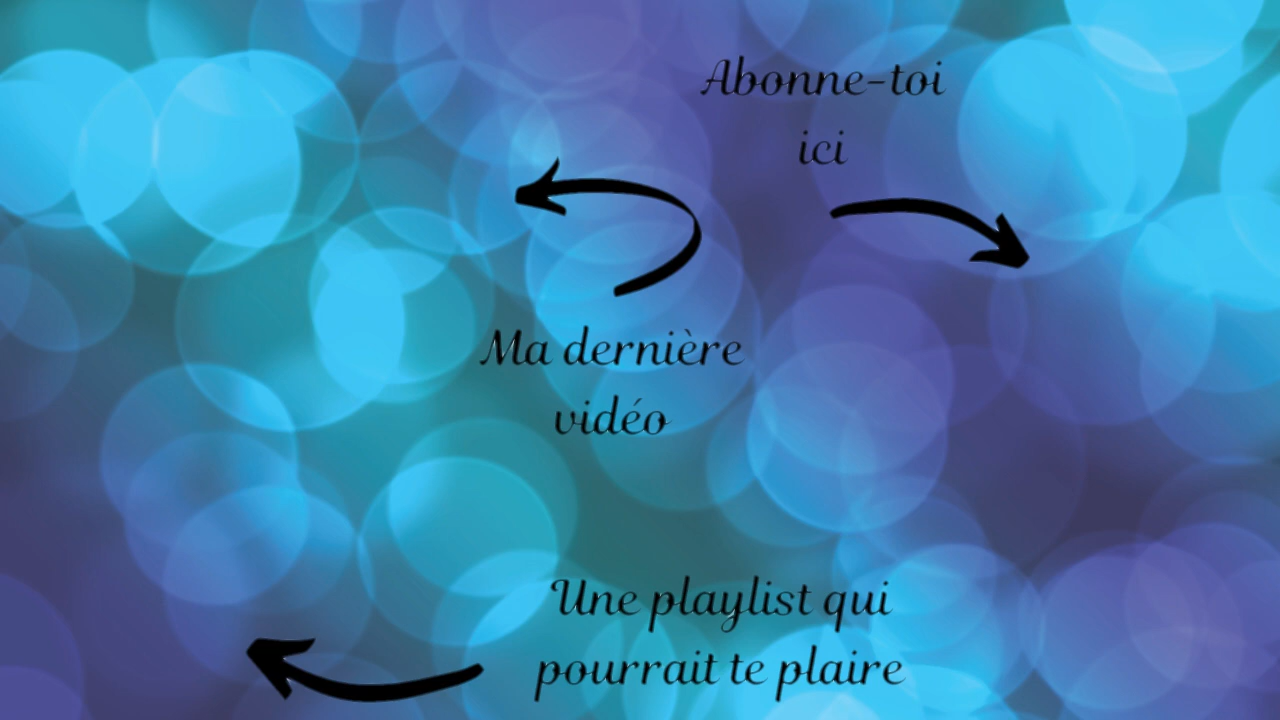 Abonne-toi
ici
Ma dernière
vidéo
Une playlist qui
pourrait te plaire